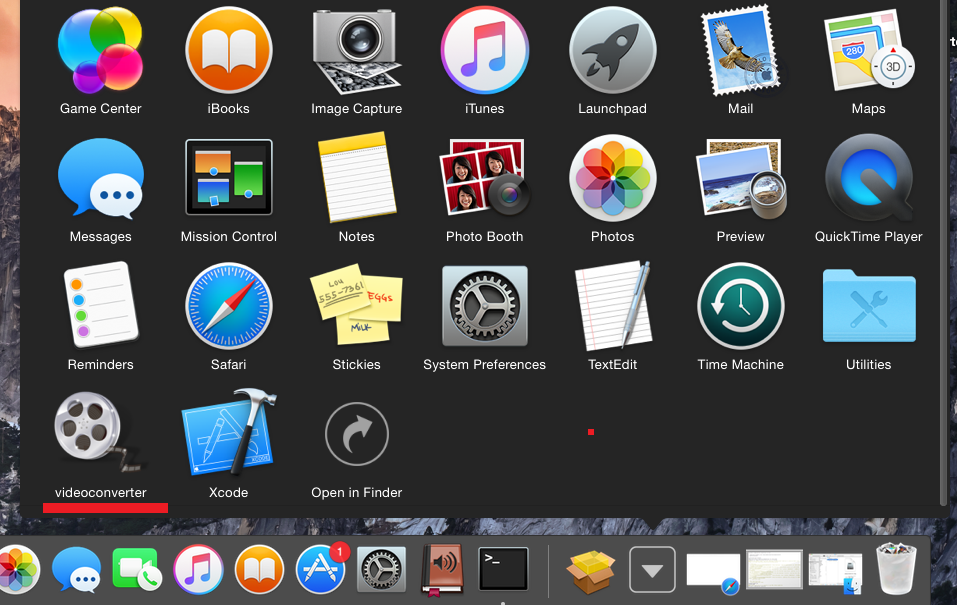 Game Center
iBooks
Image Capture
iTunes
Launchpad
Mail
Maps
280
3D
Messages
Mission Control
Notes
Photo Booth
Photos
Preview
QuickTime Player
Lou
555-7361
EGGS
MILK
Reminders
Safari
Stickies
System Preferences
TextEdit
Time Machine
Utilities
XCODE
videoconverter
Xcode
Open in Finder
1
>_